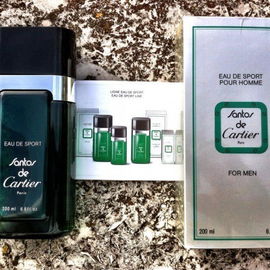 EAU DE SPORT
Santos
de
Cartier
Paris
200 ml
LIGNE EAU DE SPORT
EAU DE SPORT LINE
EAU DE SPORT
POUR HOMME
Santos
de
Cartier
Paris
FOR MEN
200 ml